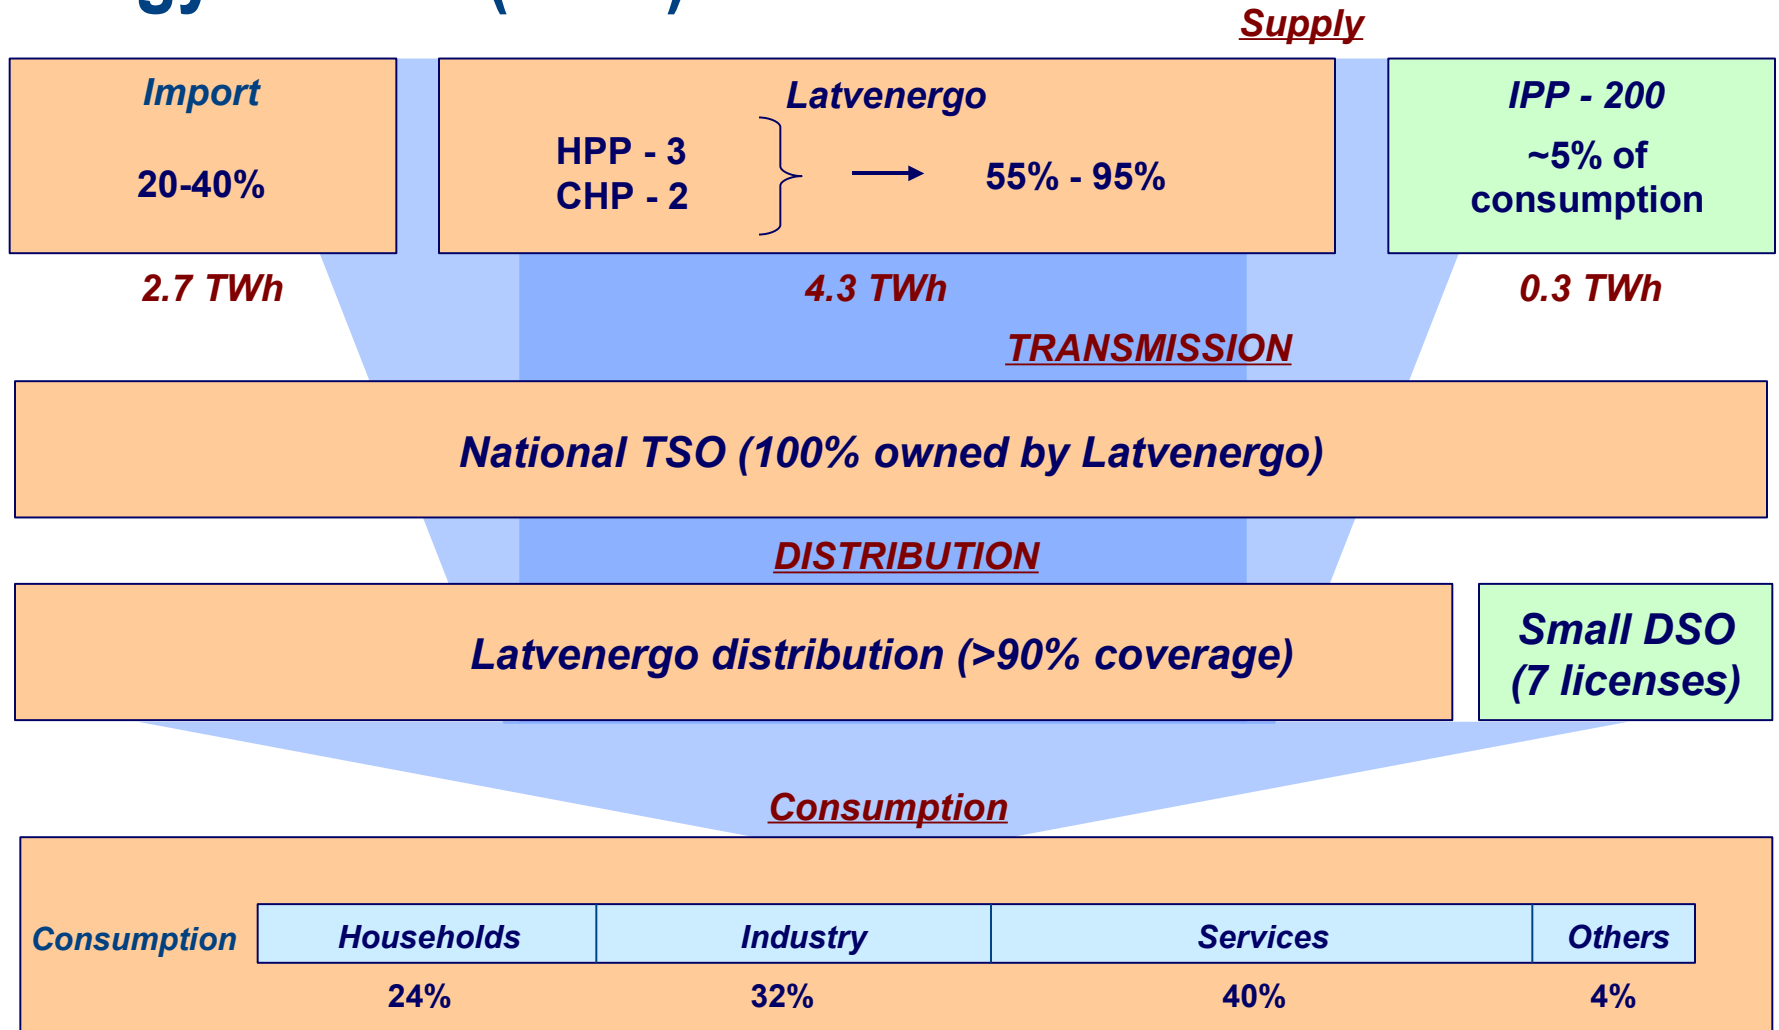 Supply
Import
20-40%
Latvenergo
HPP - 3
CHP - 2
55% - 95%
IPP - 200
~5% of
consumption
2.7 TWh
4.3 TWh
0.3 TWh
TRANSMISSION
National TSO (100% owned by Latvenergo)
DISTRIBUTION
Latvenergo distribution (>90% coverage)
Small DSO
(7 licenses)
Consumption
Consumption
Households
Industry
Services
Others
24%
32%
40%
4%